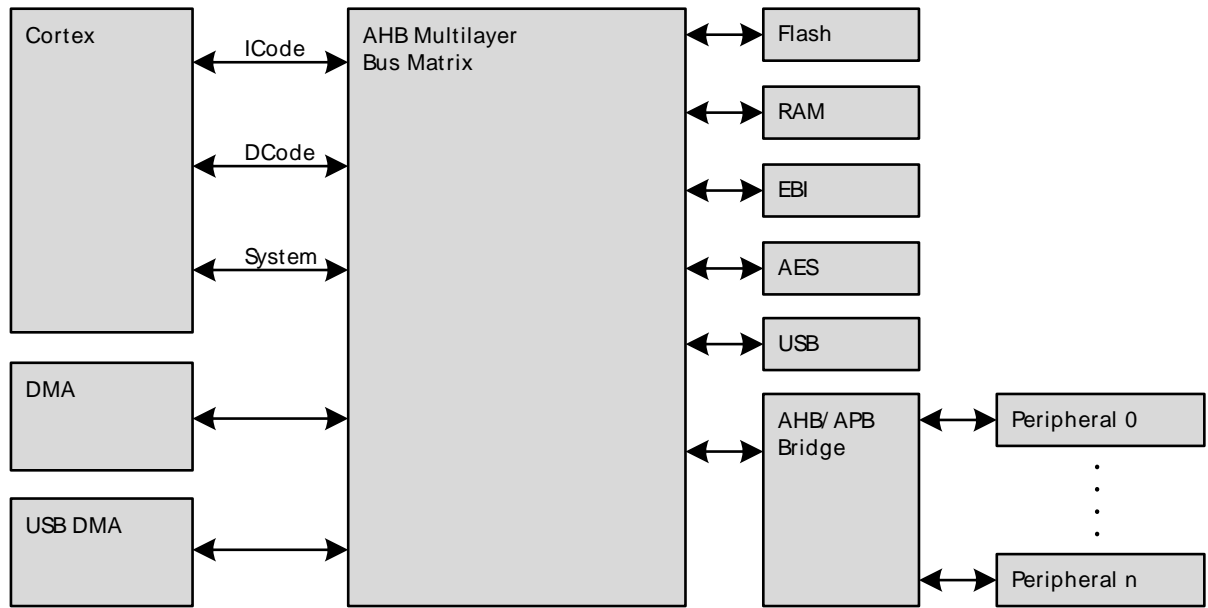 Cortex
ICode
DCode
System
DMA
USB DMA
AHB Multilayer
Bus Matrix
Flash
RAM
EBI
AES
USB
AHB/APB
Bridge
Peripheral 0
Peripheral n